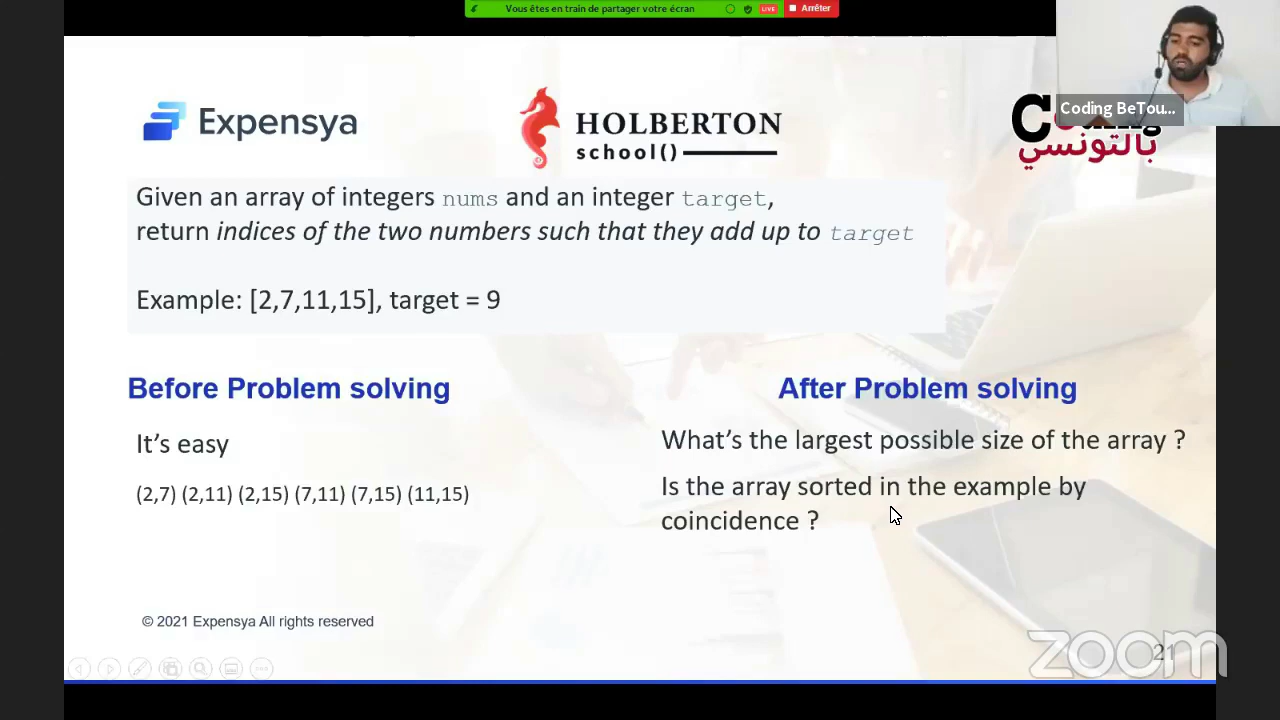 Vous êtes en train de partager votre écran
LIVE
Arrêter
Expensya
HOLBERTON
school()
Coding BeTou...
بالتونسي
Given an array of integers nums and an integer target,
return indices of the two numbers such that they add up to target
Example: [2,7,11,15], target = 9
Before Problem solving
After Problem solving
It’s easy
What’s the largest possible size of the array ?
(2,7) (2,11) (2,15) (7,11) (7,15) (11,15)
Is the array sorted in the example by
coincidence ?
© 2021 Expensya All rights reserved
21
zoom